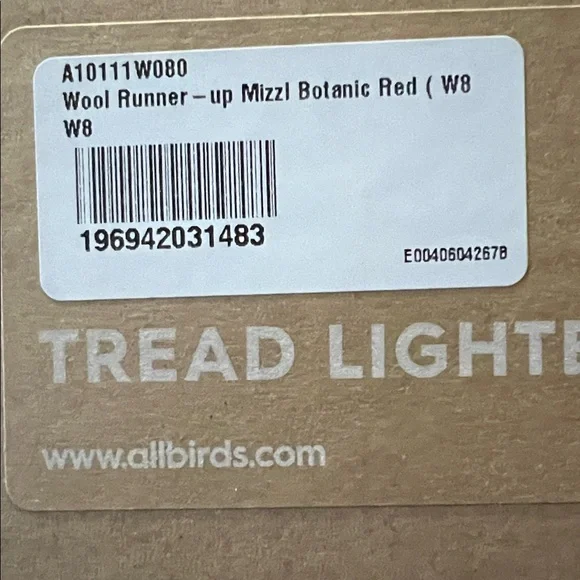 A10111W080
Wool Runner-up Mizzl Botanic Red ( W8
W8
196942031483
E00406042678
TREAD LIGHTE
www.allbirds.com